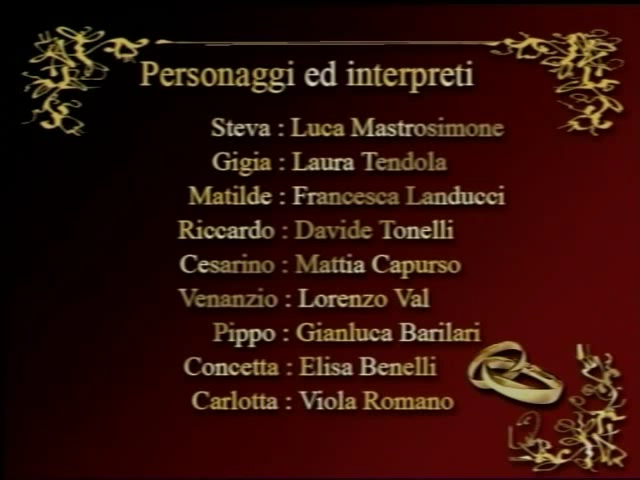 Personaggi ed interpreti
Steva : Luca Mastrosimone
Gigia : Laura Tendola
Matilde : Francesca Landucci
Riccardo : Davide Tonelli
Cesarino : Mattia Capurso
Venanzio : Lorenzo Val
Pippo : Gianluca Barilari
Concetta : Elisa Benelli
Carlotta : Viola Romano